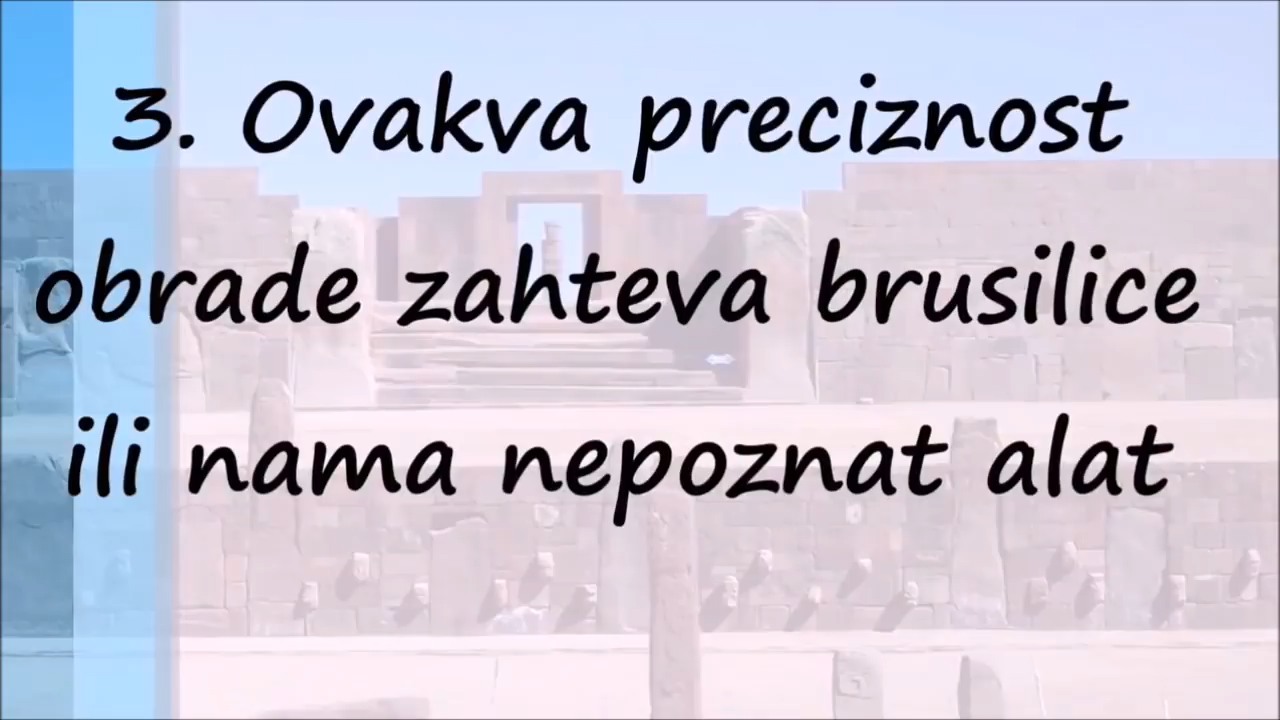 3. Ovakva preciznost
obrade zahteva brusilice
ili nama nepoznat alat